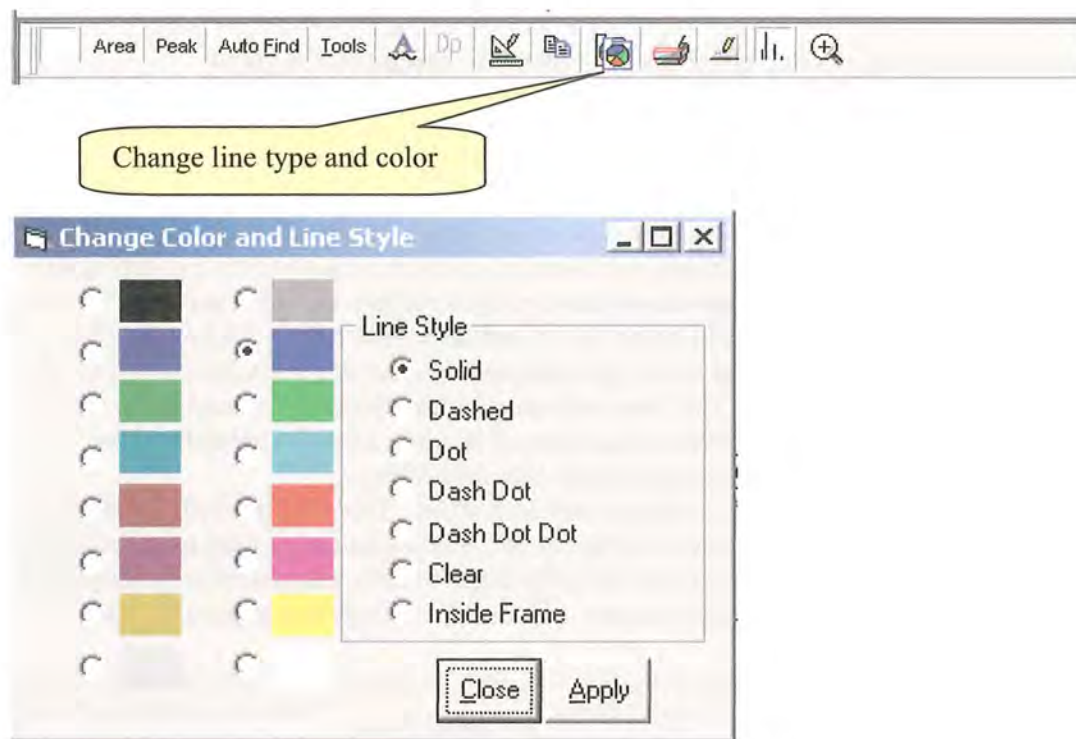 Area Peak Auto Find Tools A Dp
Change line type and color
Change Color and Line Style
Line Style
Solid
Dashed
Dot
Dash Dot
Dash Dot Dot
Clear
Inside Frame
Close Apply